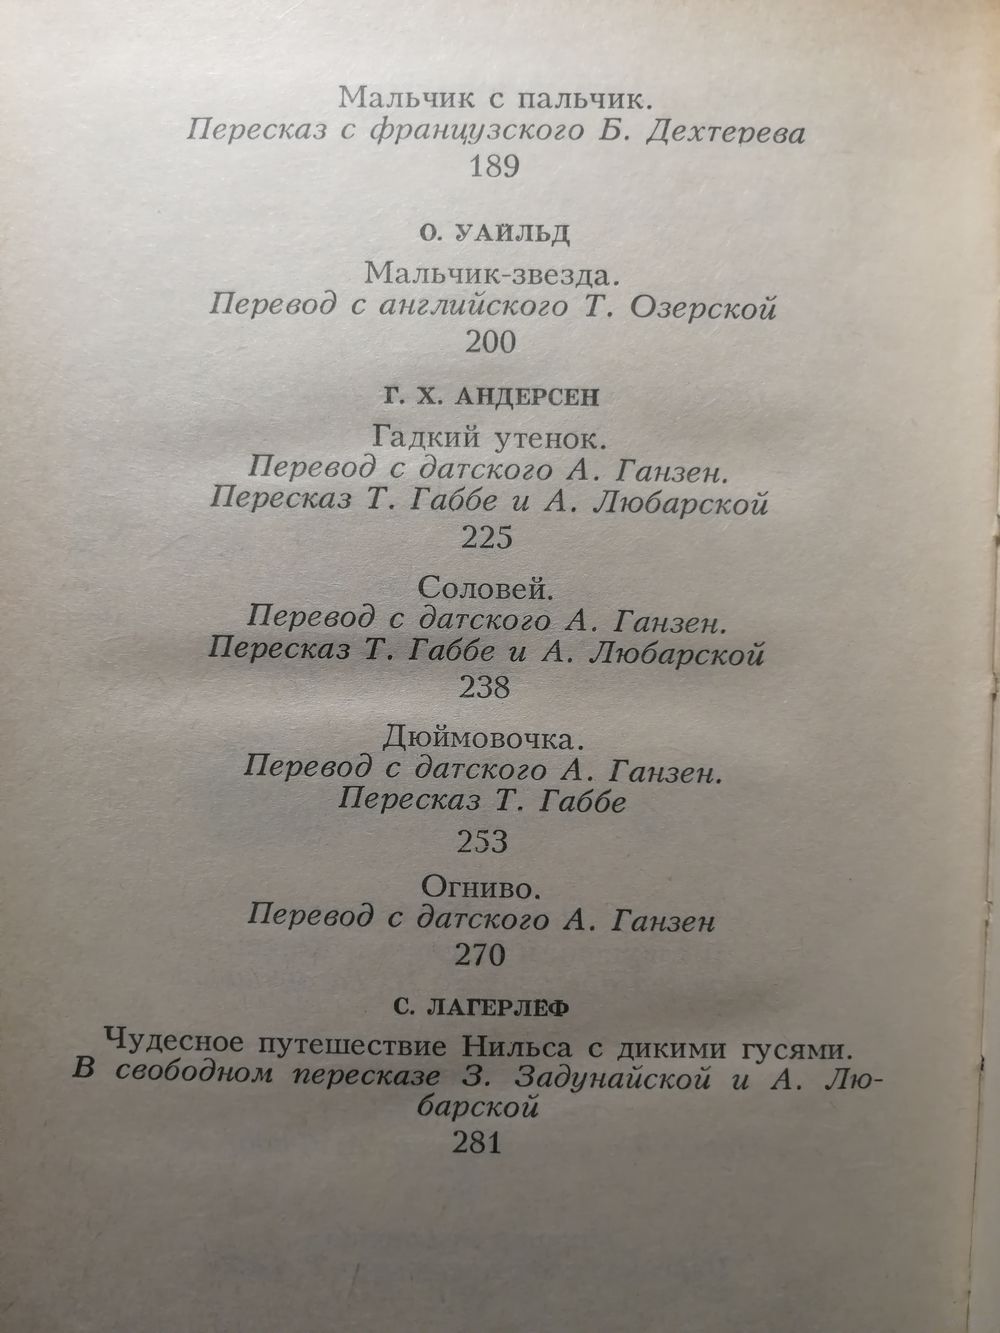 Мальчик с пальчик.
Пересказ с французского Б. Дехтерева
189
О. УАЙЛЬД
Мальчик-звезда.
Перевод с английского Т. Озерской
200
Г. Х. АНДЕРСЕН
Гадкий утенок.
Перевод с датского А. Ганзен.
Пересказ Т. Габбе и А. Любарской
225
Соловей.
Перевод с датского А. Ганзен.
Пересказ Т. Габбе и А. Любарской
238
Дюймовочка.
Перевод с датского А. Ганзен.
Пересказ Т. Габбе
253
Огниво.
Перевод с датского А. Ганзен
270
С. ЛАГЕРЛЕФ
Чудесное путешествие Нильса с дикими гусями.
В свободном пересказе З. Задунайской и А. Лю-
барской
281